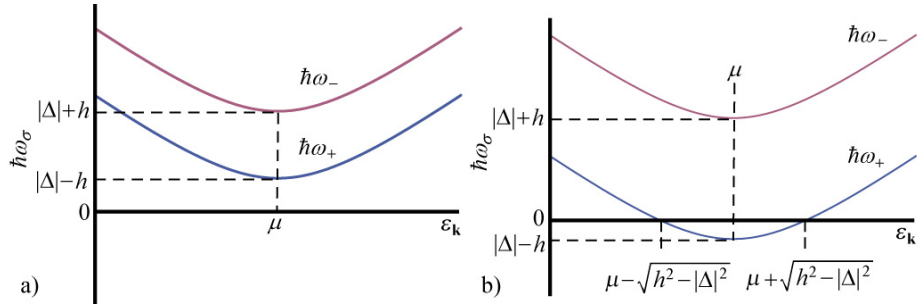 ħω₋
|Δ|+h
ħω₊
ħω_σ
|Δ|−h
0
μ
ε_𝐤
a)
ħω₋
μ
|Δ|+h
ħω₊
ħω_σ
0
ε_𝐤
|Δ|−h
μ−√(h²−|Δ|²) μ+√(h²−|Δ|²)
b)